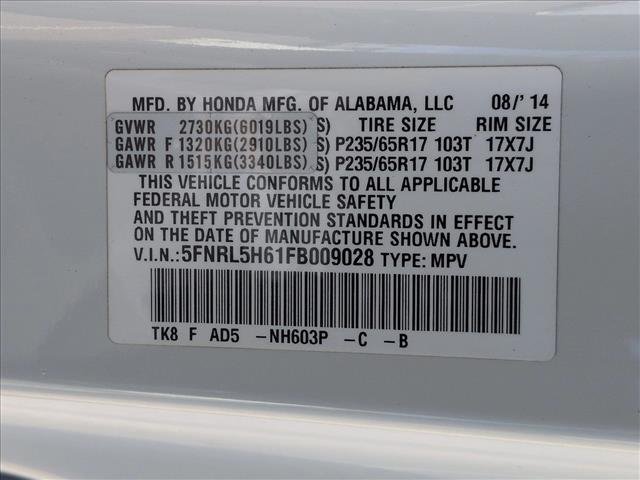 MFD. BY HONDA MFG. OF ALABAMA, LLC 08/' 14
GVWR 2730KG(6019LBS) S) TIRE SIZE RIM SIZE
GAWR F 1320KG(2910LBS) S) P235/65R17 103T 17X7J
GAWR R 1515KG(3340LBS) S) P235/65R17 103T 17X7J
THIS VEHICLE CONFORMS TO ALL APPLICABLE
FEDERAL MOTOR VEHICLE SAFETY
AND THEFT PREVENTION STANDARDS IN EFFECT
ON THE DATE OF MANUFACTURE SHOWN ABOVE.
V.I.N.:5FNRL5H61FB009028 TYPE: MPV
TK8 F AD5 -NH603P -C -B